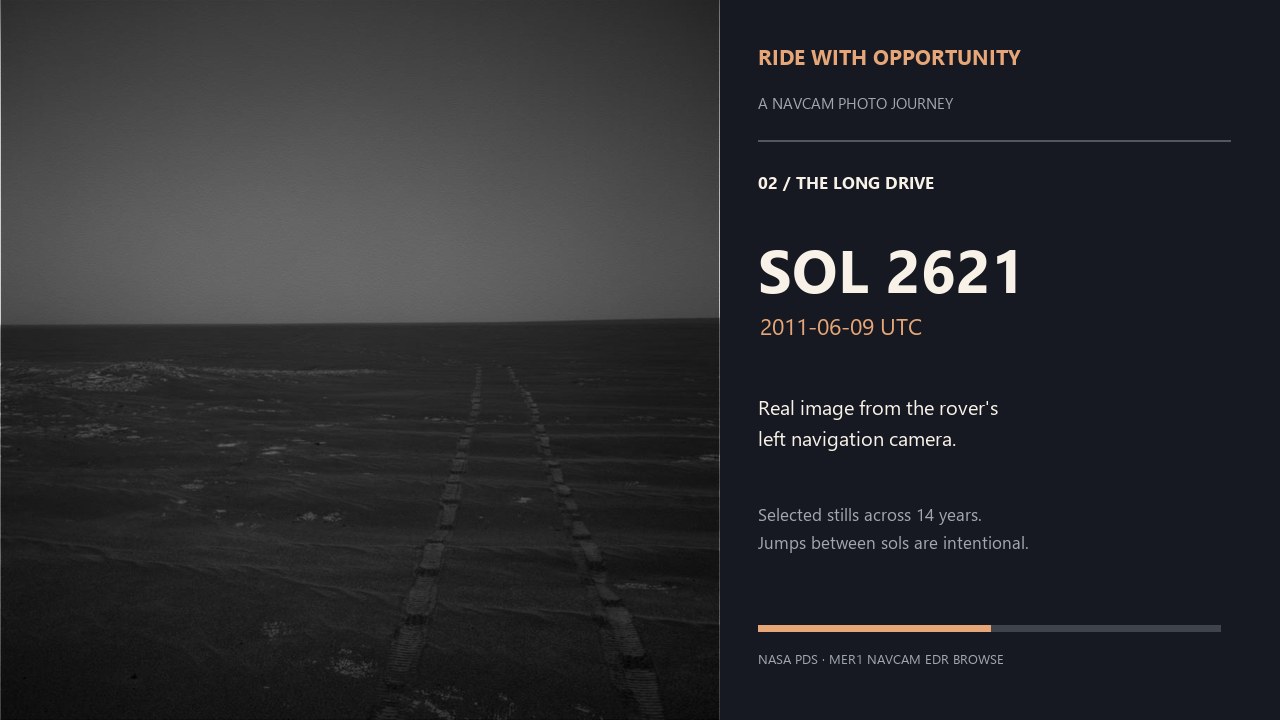 RIDE WITH OPPORTUNITY
A NAVCAM PHOTO JOURNEY
02 / THE LONG DRIVE
SOL 2621
2011-06-09 UTC
Real image from the rover's
left navigation camera.
Selected stills across 14 years.
Jumps between sols are intentional.
NASA PDS · MER1 NAVCAM EDR BROWSE